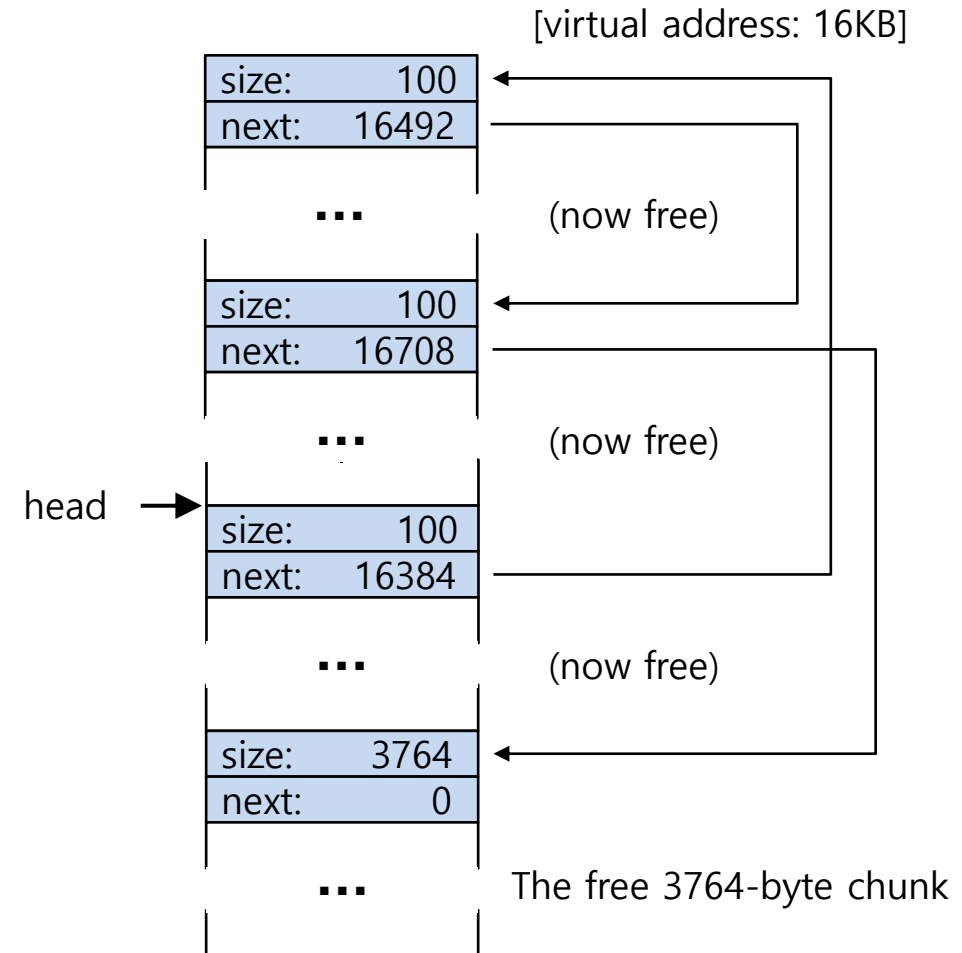 [virtual address: 16KB]
size: 100
next: 16492
...
(now free)
size: 100
next: 16708
...
(now free)
head
size: 100
next: 16384
...
(now free)
size: 3764
next: 0
...
The free 3764-byte chunk